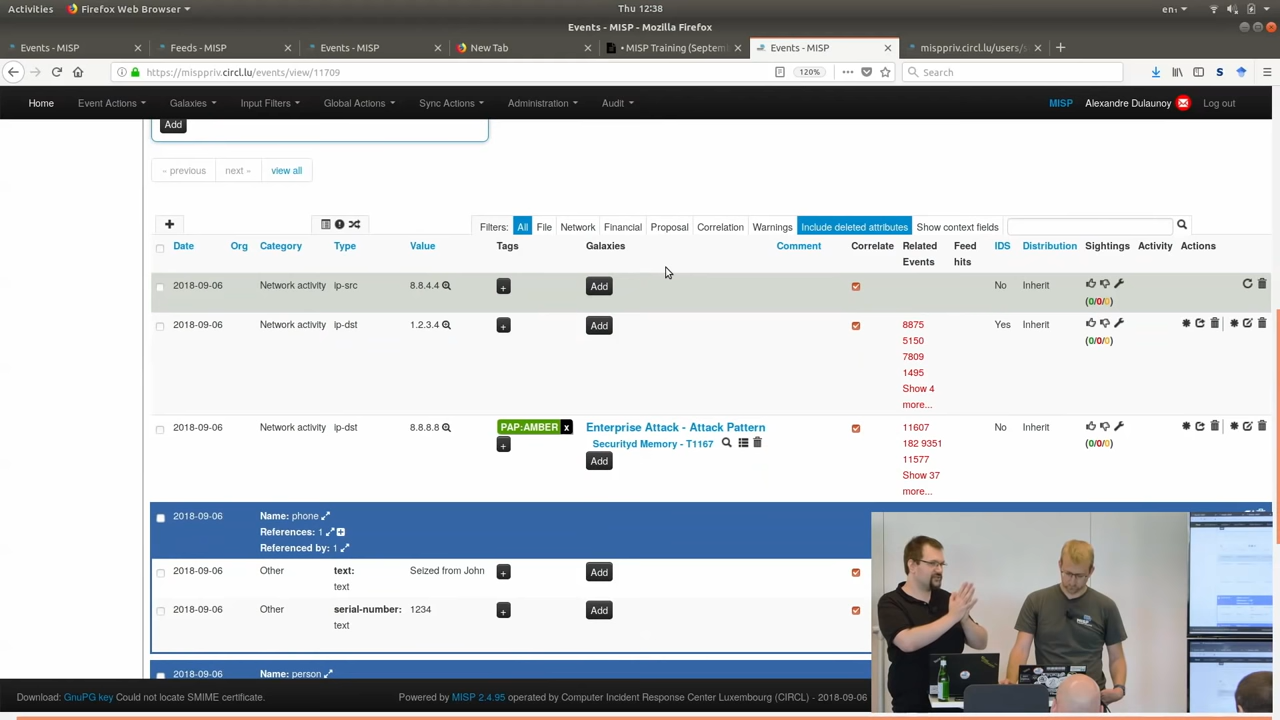 Activities Firefox Web Browser Thu 12:38 en1
Events - MISP - Mozilla Firefox
Events - MISP Feeds - MISP Events - MISP New Tab • MISP Training (Septem Events - MISP misppriv.circl.lu/users/s
https://misppriv.circl.lu/events/view/11709 120% Search
Home Event Actions Galaxies Input Filters Global Actions Sync Actions Administration Audit MISP Alexandre Dulaunoy Log out
Add
« previous next » view all
Filters: All File Network Financial Proposal Correlation Warnings Include deleted attributes Show context fields
Date Org Category Type Value Tags Galaxies Comment Correlate Related Events Feed hits IDS Distribution Sightings Activity Actions
2018-09-06 Network activity ip-src 8.8.4.4 + Add No Inherit
(0/0/0)
2018-09-06 Network activity ip-dst 1.2.3.4 + Add 8875 Yes Inherit
5150 (0/0/0)
7809
1495
Show 4
more...
2018-09-06 Network activity ip-dst 8.8.8.8 PAP:AMBER x Enterprise Attack - Attack Pattern 11607 No Inherit
+ Securityd Memory - T1167 182 9351 (0/0/0)
Add 11577
Show 37
more...
2018-09-06 Name: phone
References: 1
Referenced by: 1
2018-09-06 Other text: Seized from John + Add
text
2018-09-06 Other serial-number: 1234 + Add
text
2018-09-06 Name: person
Download: GnuPG key Could not locate SMIME certificate. Powered by MISP 2.4.95 operated by Computer Incident Response Center Luxembourg (CIRCL) - 2018-09-06